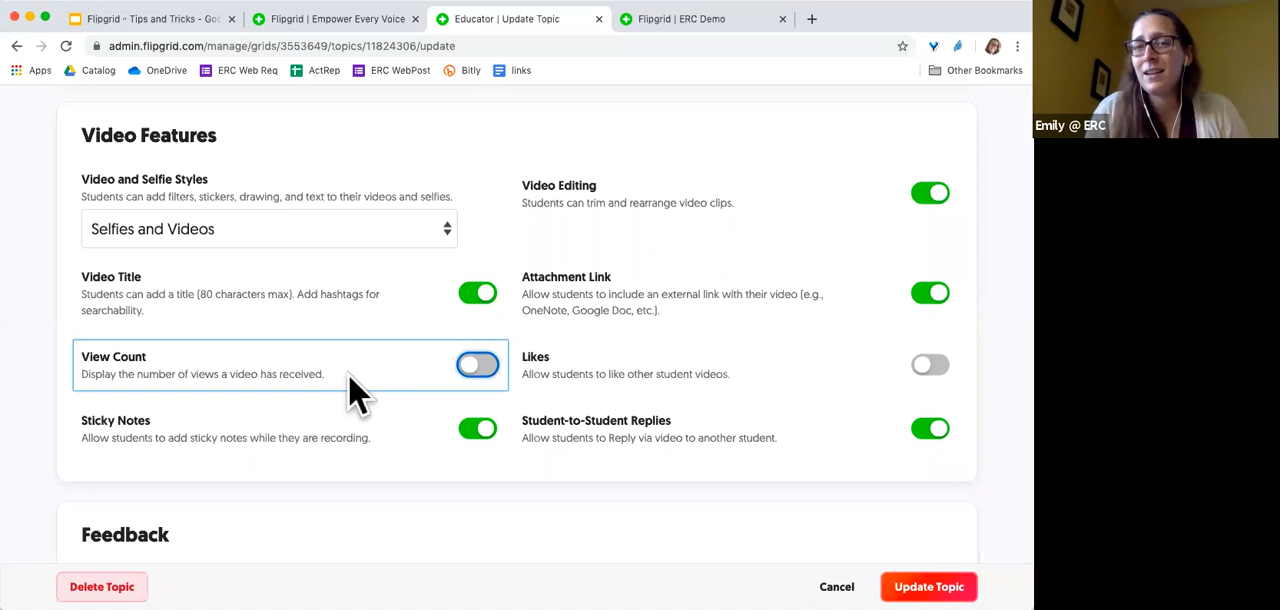 Flipgrid - Tips and Tricks - Goo
Flipgrid | Empower Every Voice
Educator | Update Topic
Flipgrid | ERC Demo
admin.flipgrid.com/manage/grids/3553649/topics/11824306/update
Apps
Catalog
OneDrive
ERC Web Req
ActRep
ERC WebPost
Bitly
links
Other Bookmarks
Emily @ ERC
Video Features
Video and Selfie Styles
Students can add filters, stickers, drawing, and text to their videos and selfies.
Selfies and Videos
Video Editing
Students can trim and rearrange video clips.
Video Title
Students can add a title (80 characters max). Add hashtags for
searchability.
Attachment Link
Allow students to include an external link with their video (e.g.,
OneNote, Google Doc, etc.).
View Count
Display the number of views a video has received.
Likes
Allow students to like other student videos.
Sticky Notes
Allow students to add sticky notes while they are recording.
Student-to-Student Replies
Allow students to Reply via video to another student.
Feedback
Delete Topic
Cancel
Update Topic